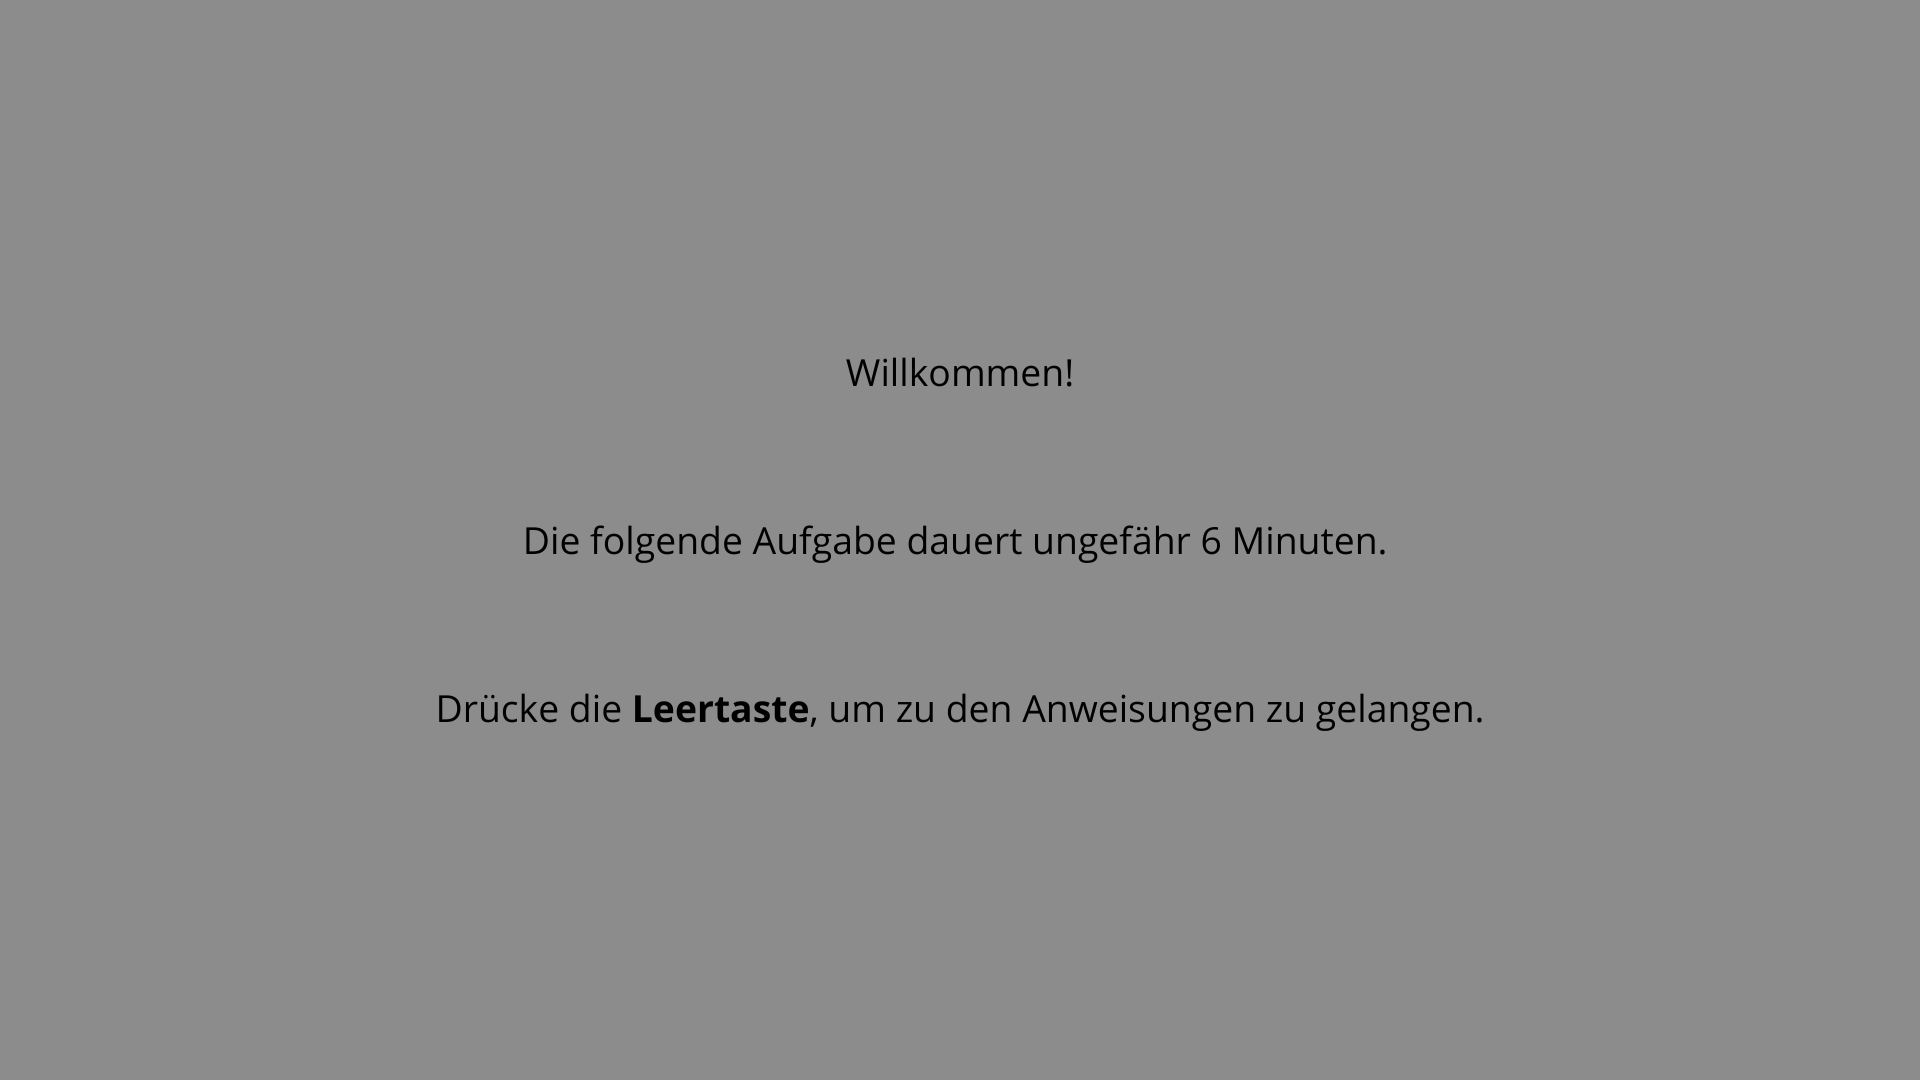 Willkommen!
Die folgende Aufgabe dauert ungefähr 6 Minuten.
Drücke die Leertaste, um zu den Anweisungen zu gelangen.